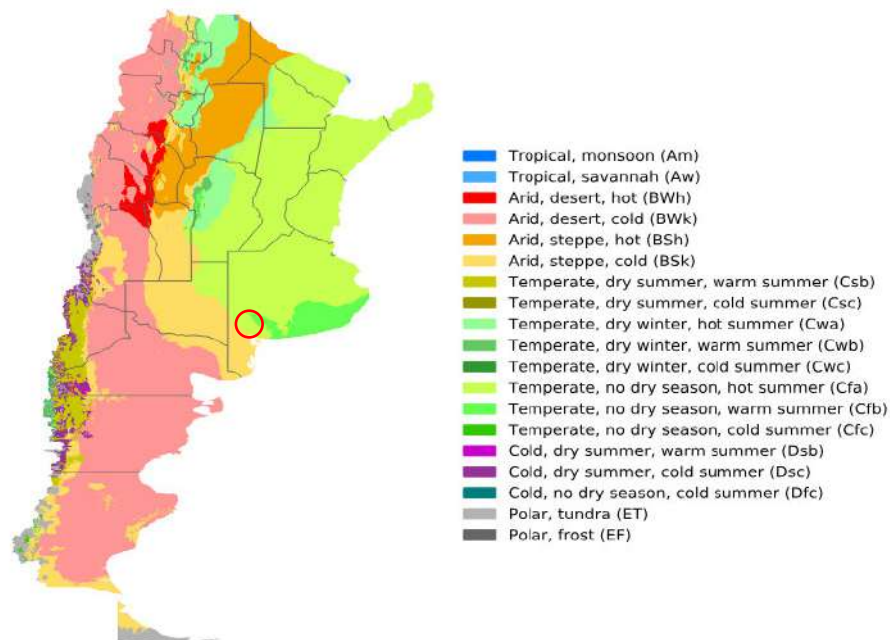 Tropical, monsoon (Am)
Tropical, savannah (Aw)
Arid, desert, hot (BWh)
Arid, desert, cold (BWk)
Arid, steppe, hot (BSh)
Arid, steppe, cold (BSk)
Temperate, dry summer, warm summer (Csb)
Temperate, dry summer, cold summer (Csc)
Temperate, dry winter, hot summer (Cwa)
Temperate, dry winter, warm summer (Cwb)
Temperate, dry winter, cold summer (Cwc)
Temperate, no dry season, hot summer (Cfa)
Temperate, no dry season, warm summer (Cfb)
Temperate, no dry season, cold summer (Cfc)
Cold, dry summer, warm summer (Dsb)
Cold, dry summer, cold summer (Dsc)
Cold, no dry season, cold summer (Dfc)
Polar, tundra (ET)
Polar, frost (EF)